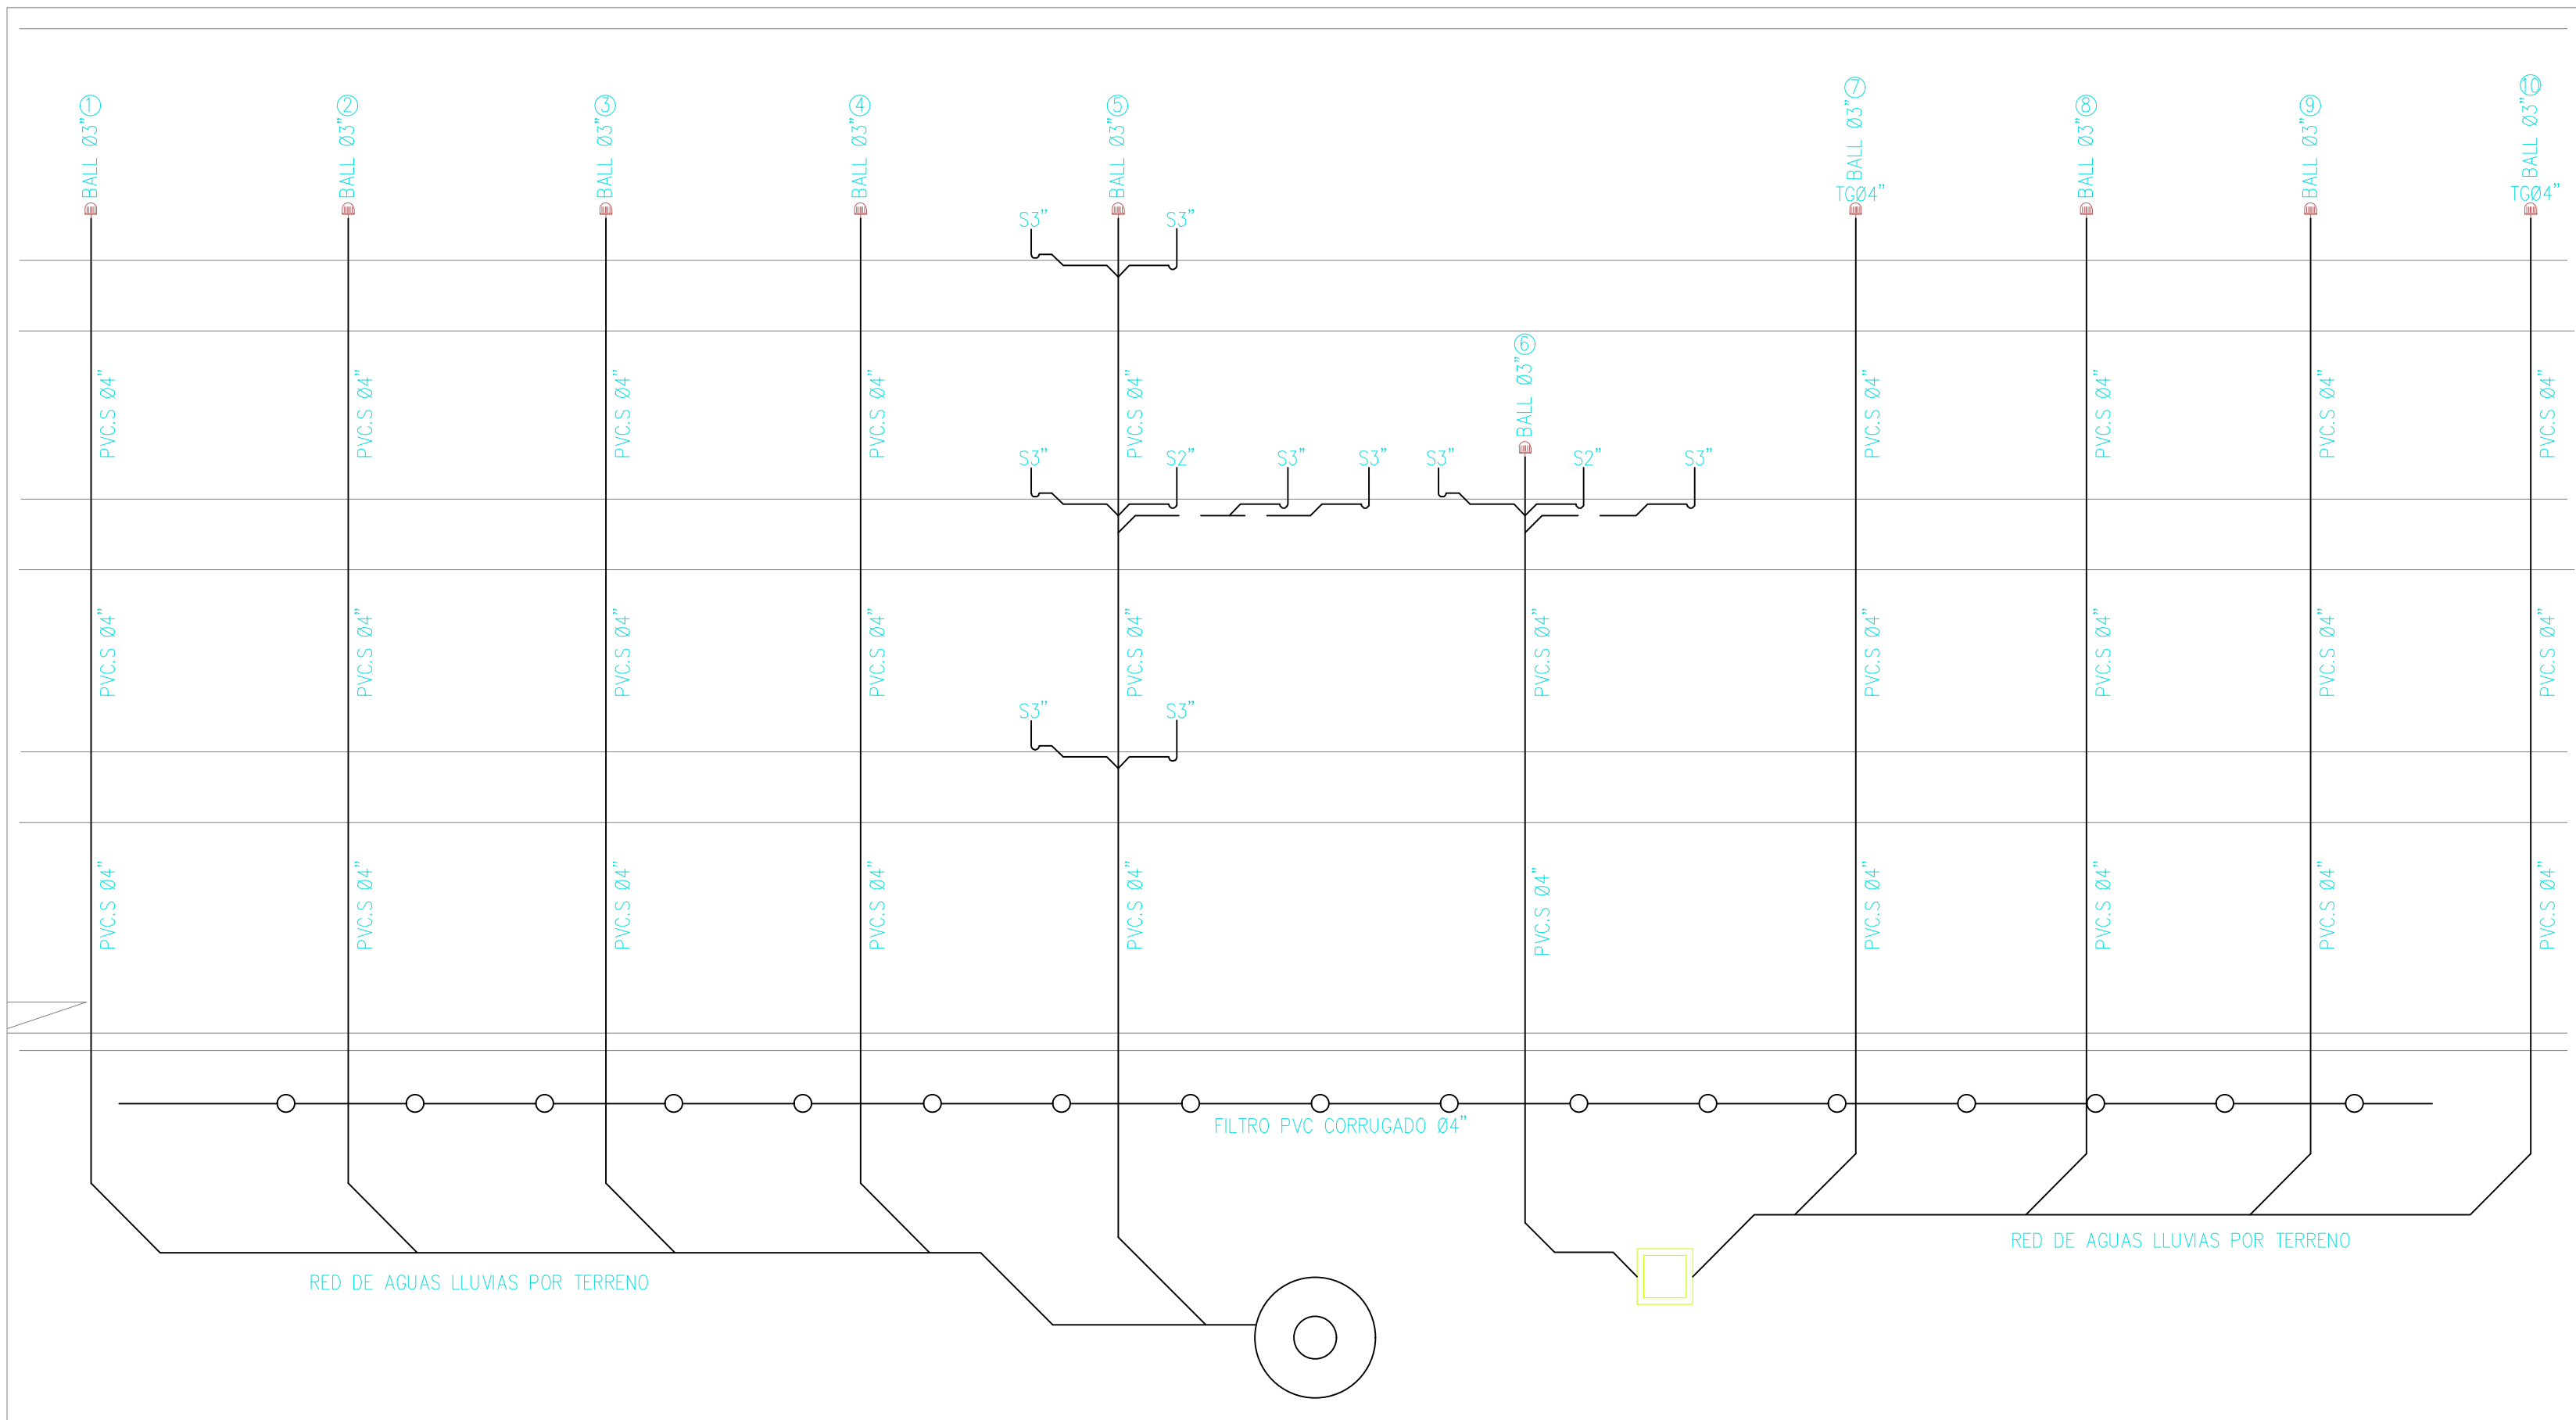 1
BALL Ø3"
2
BALL Ø3"
3
BALL Ø3"
4
BALL Ø3"
5
BALL Ø3"
7
BALL Ø3"
TGØ4"
8
BALL Ø3"
9
BALL Ø3"
10
BALL Ø3"
TGØ4"
S3"
S3"
6
BALL Ø3"
PVC.S Ø4"
PVC.S Ø4"
PVC.S Ø4"
PVC.S Ø4"
PVC.S Ø4"
PVC.S Ø4"
PVC.S Ø4"
PVC.S Ø4"
PVC.S Ø4"
S3"
S2"
S3"
S3"
S3"
S2"
S3"
PVC.S Ø4"
PVC.S Ø4"
PVC.S Ø4"
PVC.S Ø4"
PVC.S Ø4"
PVC.S Ø4"
PVC.S Ø4"
PVC.S Ø4"
PVC.S Ø4"
PVC.S Ø4"
S3"
S3"
PVC.S Ø4"
PVC.S Ø4"
PVC.S Ø4"
PVC.S Ø4"
PVC.S Ø4"
PVC.S Ø4"
PVC.S Ø4"
PVC.S Ø4"
PVC.S Ø4"
PVC.S Ø4"
FILTRO PVC CORRUGADO Ø4"
RED DE AGUAS LLUVIAS POR TERRENO
RED DE AGUAS LLUVIAS POR TERRENO